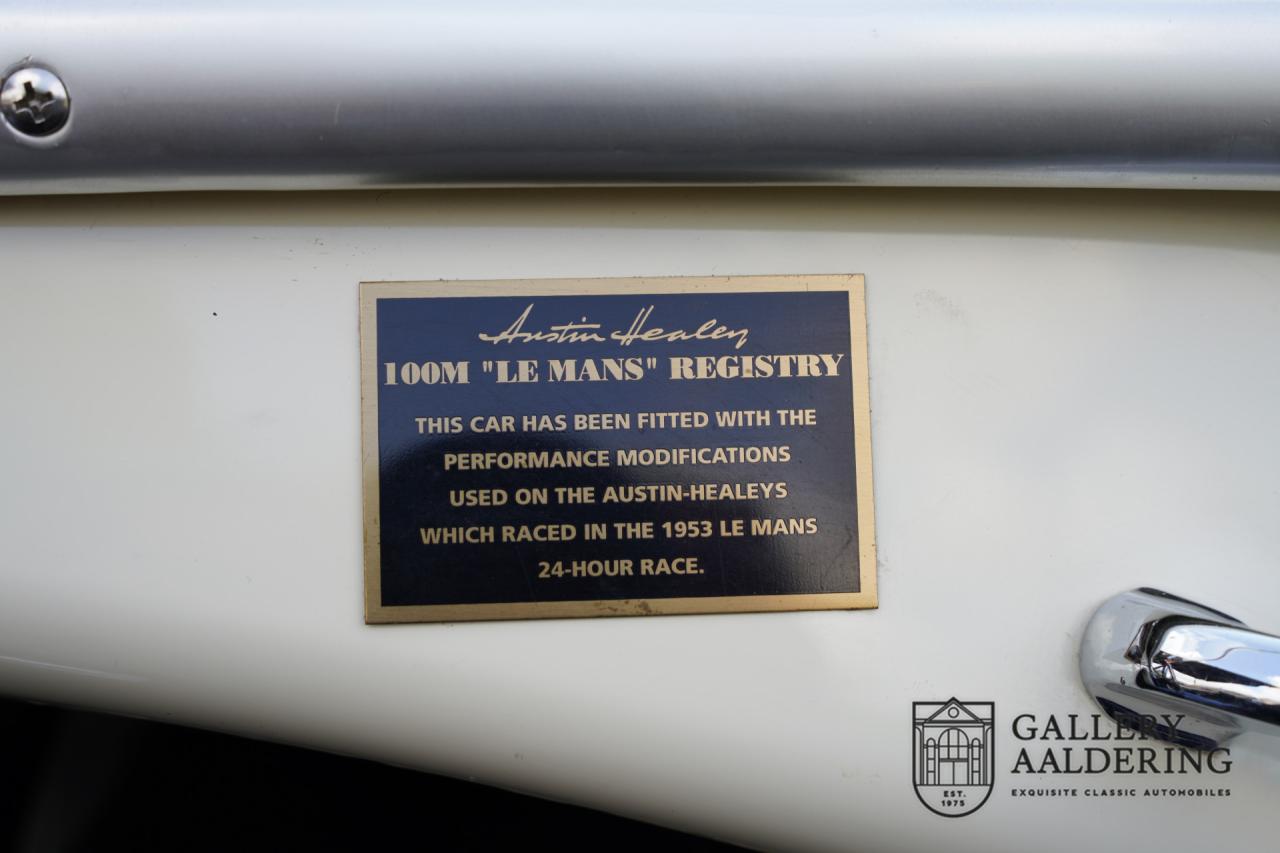 Austin Healey
100M "LE MANS" REGISTRY
THIS CAR HAS BEEN FITTED WITH THE
PERFORMANCE MODIFICATIONS
USED ON THE AUSTIN-HEALEYS
WHICH RACED IN THE 1953 LE MANS
24-HOUR RACE.
GALLERY
AALDERING
EXQUISITE CLASSIC AUTOMOBILES
EST.
1975